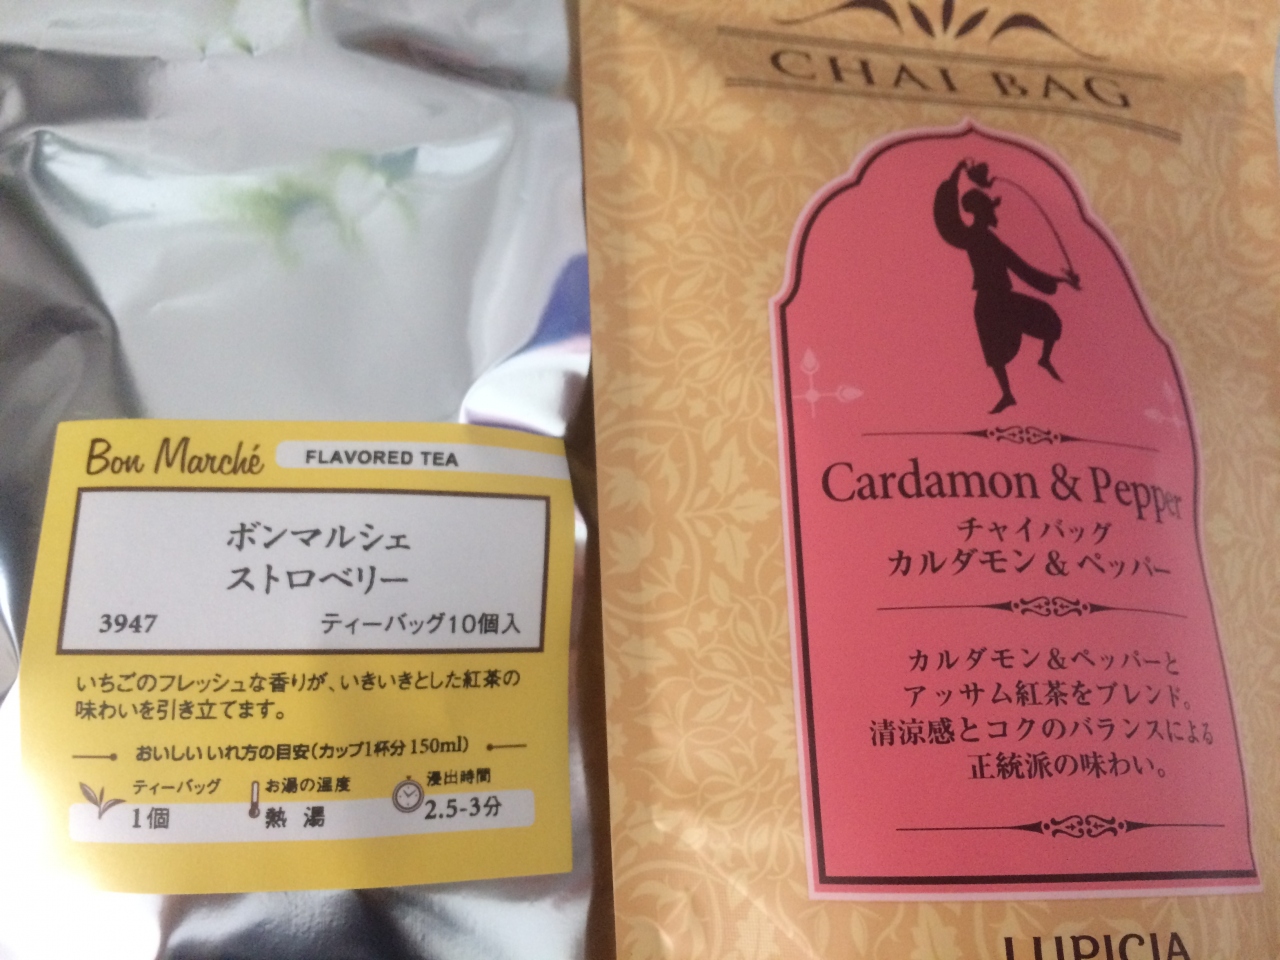 Bon Marché
FLAVORED TEA
ボンマルシェ
ストロベリー
3947
ティーバッグ10個入
いちごのフレッシュな香りが、いきいきとした紅茶の
味わいを引き立てます。
おいしいいれ方の目安(カップ1杯分 150ml)
ティーバッグ
1個
お湯の温度
熱 湯
浸出時間
2.5-3分
CHAI BAG
Cardamon & Pepper
チャイバッグ
カルダモン & ペッパー
カルダモン&ペッパーと
アッサム紅茶をブレンド。
清涼感とコクのバランスによる
正統派の味わい。
LUPICIA